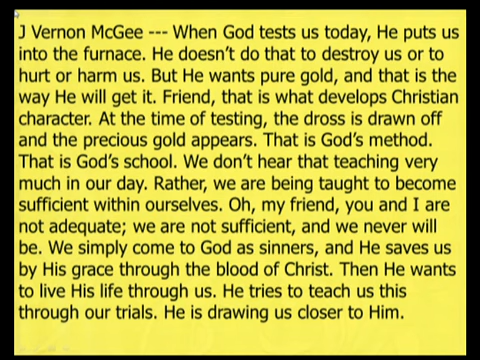 J Vernon McGee --- When God tests us today, He puts us
into the furnace. He doesn't do that to destroy us or to
hurt or harm us. But He wants pure gold, and that is the
way He will get it. Friend, that is what develops Christian
character. At the time of testing, the dross is drawn off
and the precious gold appears. That is God's method.
That is God's school. We don't hear that teaching very
much in our day. Rather, we are being taught to become
sufficient within ourselves. Oh, my friend, you and I are
not adequate; we are not sufficient, and we never will
be. We simply come to God as sinners, and He saves us
by His grace through the blood of Christ. Then He wants
to live His life through us. He tries to teach us this
through our trials. He is drawing us closer to Him.